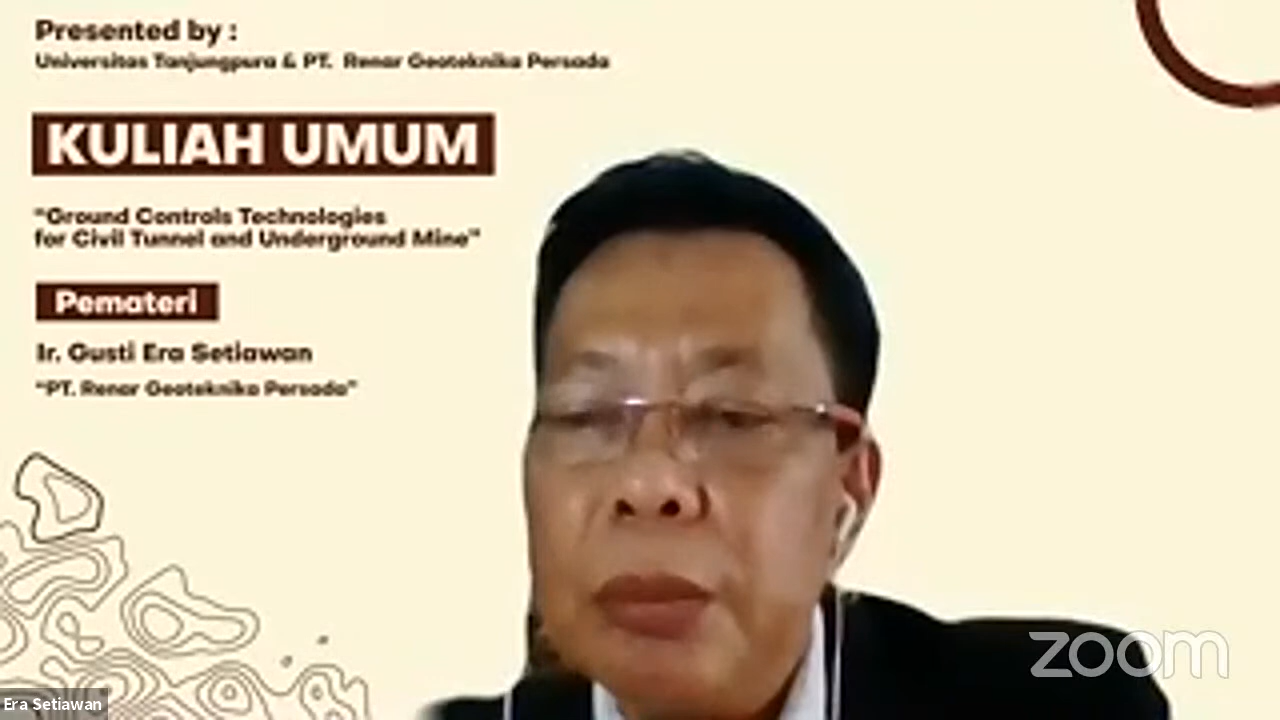 Presented by :
Universitas Tanjungpura & PT. Renar Geoteknika Persada
KULIAH UMUM
"Ground Controls Technologies
for Civil Tunnel and Underground Mine"
Pemateri
Ir. Gusti Era Setiawan
"PT. Renar Geoteknika Persada"
Era Setiawan
zoom